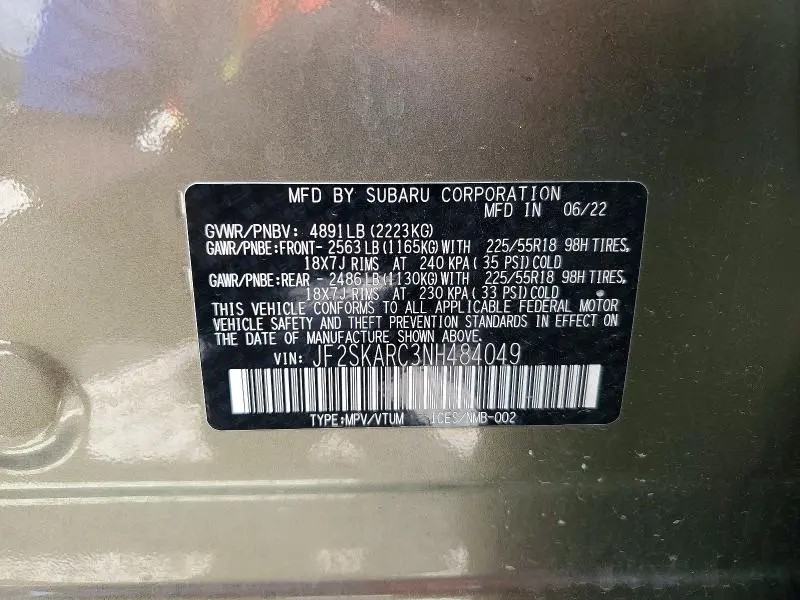 MFD BY SUBARU CORPORATION
MFD IN 06/22
GVWR/PNBV: 4891LB (2223KG)
GAWR/PNBE:FRONT- 2563LB(1165KG)WITH 225/55R18 98H TIRES,
18X7J RIMS AT 240 KPA( 35 PSI)COLD
GAWR/PNBE:REAR - 2486LB(1130KG)WITH 225/55R18 98H TIRES,
18X7J RIMS AT 230 KPA( 33 PSI)COLD
THIS VEHICLE CONFORMS TO ALL APPLICABLE FEDERAL MOTOR
VEHICLE SAFETY AND THEFT PREVENTION STANDARDS IN EFFECT ON
THE DATE OF MANUFACTURE SHOWN ABOVE.
VIN: JF2SKARC3NH484049
TYPE:MPV/VTUM ICES/NMB-002